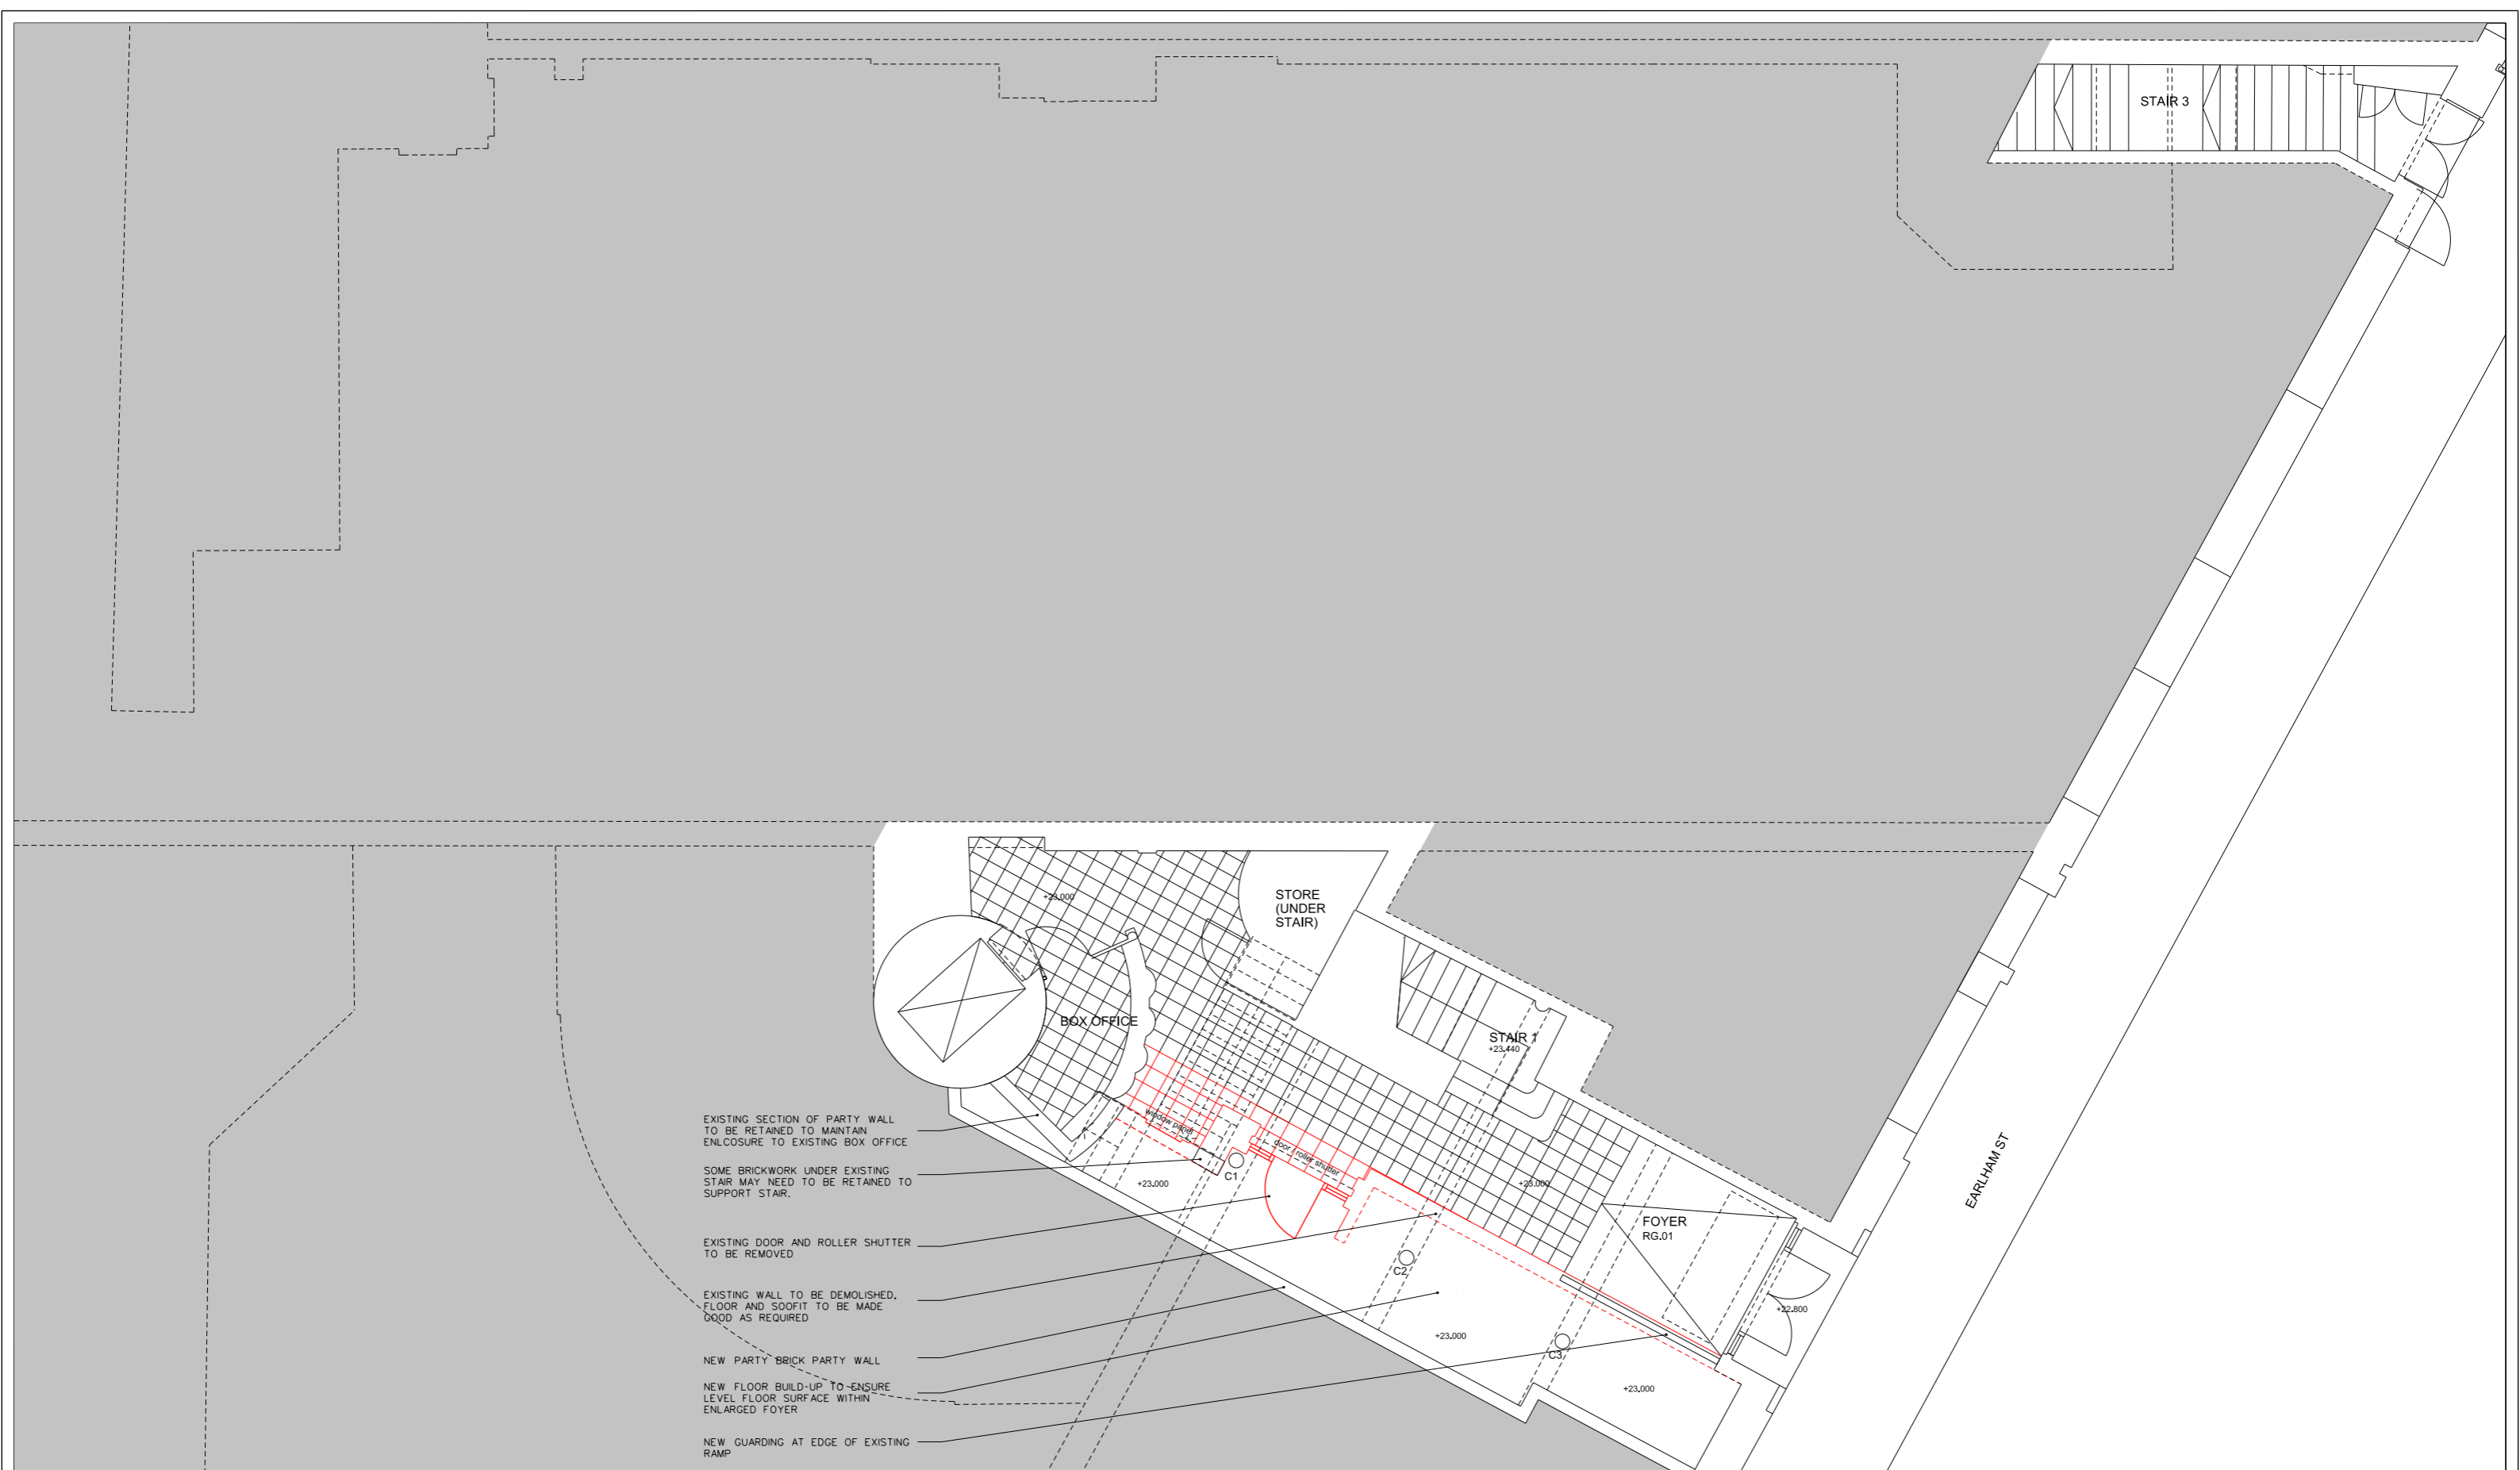 STAIR 3
+23.000
STORE
(UNDER
STAIR)
BOX OFFICE
STAIR 1
+23.440
EXISTING SECTION OF PARTY WALL
TO BE RETAINED TO MAINTAIN
ENLCOSURE TO EXISTING BOX OFFICE
window panel
door / roller shutter
SOME BRICKWORK UNDER EXISTING
STAIR MAY NEED TO BE RETAINED TO
SUPPORT STAIR.
+23.000
C1
+23.000
EARLHAM ST
FOYER
RG.01
EXISTING DOOR AND ROLLER SHUTTER
TO BE REMOVED
C2
EXISTING WALL TO BE DEMOLISHED,
FLOOR AND SOOFIT TO BE MADE
GOOD AS REQUIRED
+22.800
+23.000
C3
NEW PARTY BRICK PARTY WALL
NEW FLOOR BUILD-UP TO ENSURE
LEVEL FLOOR SURFACE WITHIN
ENLARGED FOYER
+23.000
NEW GUARDING AT EDGE OF EXISTING
RAMP